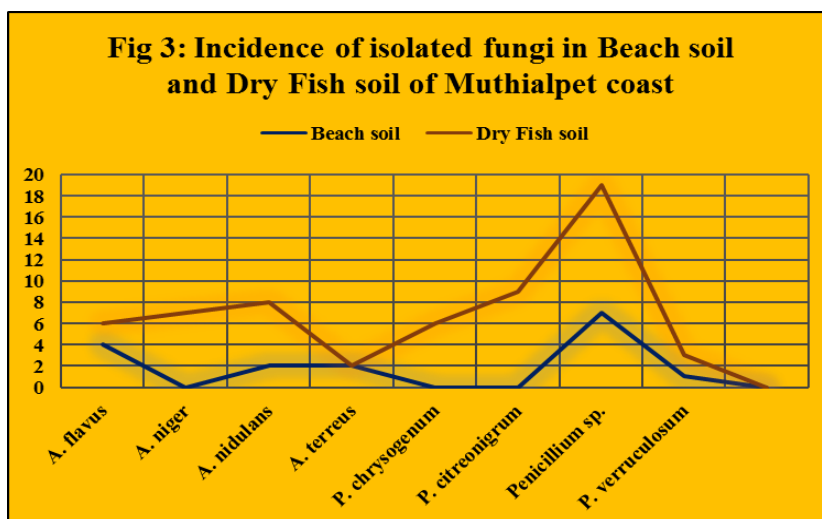 Fig 3: Incidence of isolated fungi in Beach soil
and Dry Fish soil of Muthialpet coast
Beach soil
Dry Fish soil
20
18
16
14
12
10
8
6
4
2
0
A. flavus
A. niger
A. nidulans
A. terreus
P. chrysogenum
P. citreonigrum
Penicillium sp.
P. verruculosum